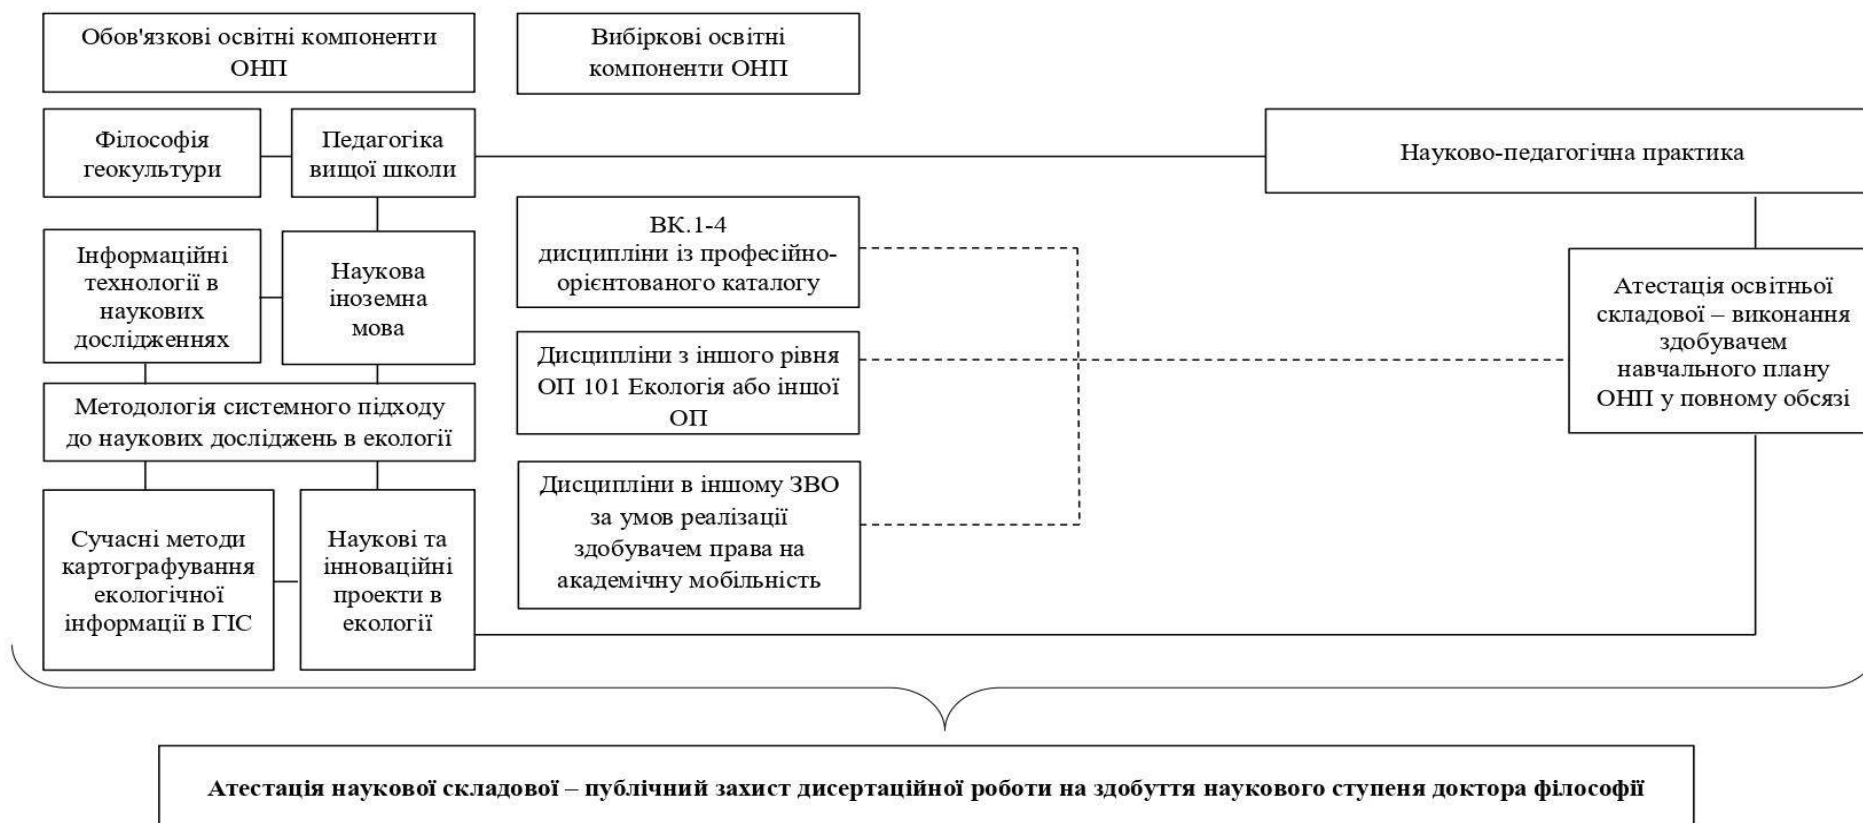 Обов'язкові освітні компоненти
ОНП
Вибіркові освітні
компоненти ОНП
Філософія
геокультури
Педагогіка
вищої школи
Науково-педагогічна практика
Інформаційні
технології в
наукових
дослідженнях
Наукова
іноземна
мова
ВК.1-4
дисципліни із професійно-
орієнтованого каталогу
Атестація освітньої
складової – виконання
здобувачем
навчального плану
ОНП у повному обсязі
Дисципліни з іншого рівня
ОП 101 Екологія або іншої
ОП
Методологія системного підходу
до наукових досліджень в екології
Дисципліни в іншому ЗВО
за умов реалізації
здобувачем права на
академічну мобільність
Сучасні методи
картографування
екологічної
інформації в ГІС
Наукові та
інноваційні
проекти в
екології
Атестація наукової складової – публічний захист дисертаційної роботи на здобуття наукового ступеня доктора філософії